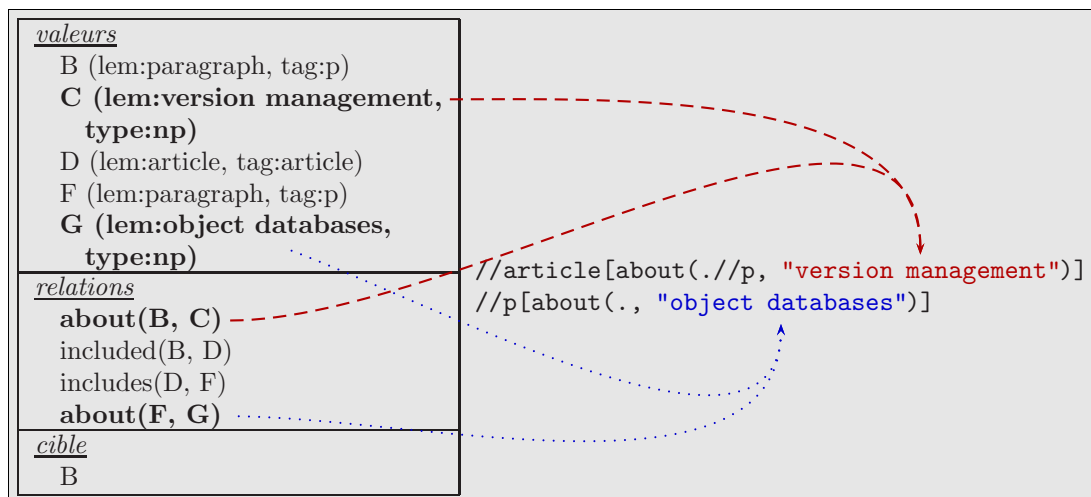 valeurs
B (lem:paragraph, tag:p)
C (lem:version management,
type:np)
D (lem:article, tag:article)
F (lem:paragraph, tag:p)
G (lem:object databases,
type:np)
relations
about(B, C)
included(B, D)
includes(D, F)
about(F, G)
cible
B
//article[about(.//p, "version management")]
//p[about(., "object databases")]